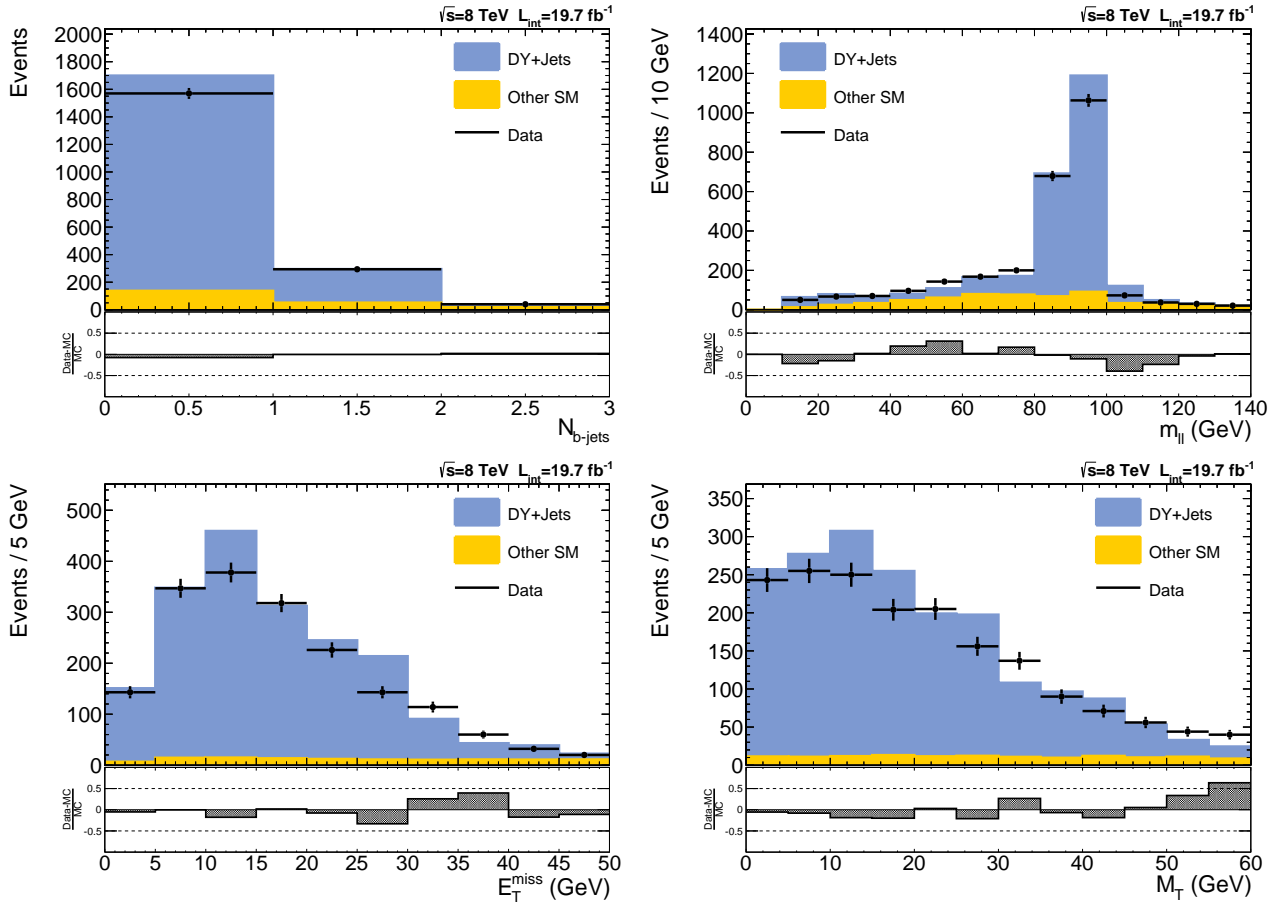 √s=8 TeV L_int=19.7 fb⁻¹
Events
2000
1800
1600
1400
1200
1000
800
600
400
200
0
DY+Jets
Other SM
Data
Data-MC
MC
0.5
0
-0.5
0 0.5 1 1.5 2 2.5 3
N_b-jets
√s=8 TeV L_int=19.7 fb⁻¹
Events / 10 GeV
1400
1200
1000
800
600
400
200
0
DY+Jets
Other SM
Data
Data-MC
MC
0.5
0
-0.5
0 20 40 60 80 100 120 140
m_ll (GeV)
√s=8 TeV L_int=19.7 fb⁻¹
Events / 5 GeV
500
400
300
200
100
0
DY+Jets
Other SM
Data
Data-MC
MC
0.5
0
-0.5
0 5 10 15 20 25 30 35 40 45 50
E_T^miss (GeV)
√s=8 TeV L_int=19.7 fb⁻¹
Events / 5 GeV
350
300
250
200
150
100
50
0
DY+Jets
Other SM
Data
Data-MC
MC
0.5
0
-0.5
0 10 20 30 40 50 60
M_T (GeV)